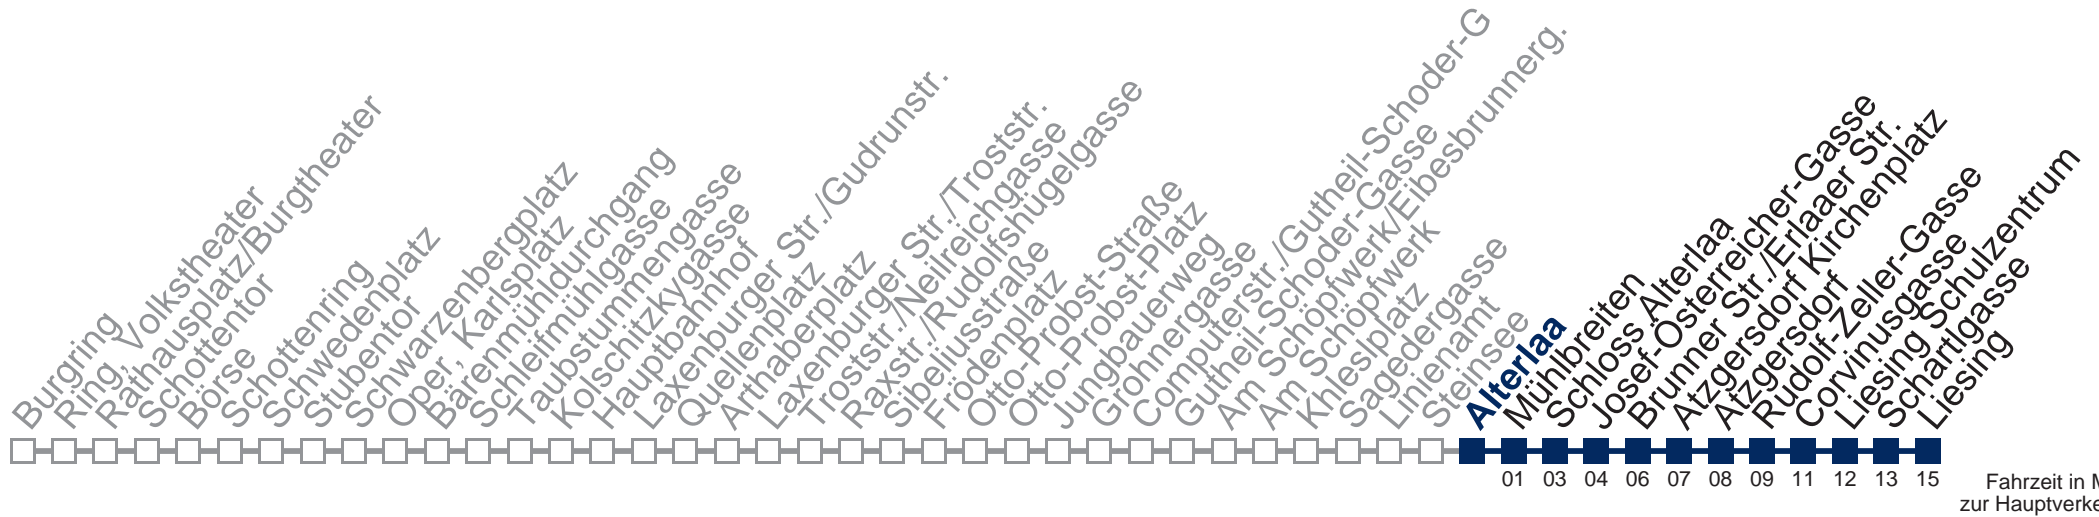 Burgring
Ring, Volkstheater
Rathausplatz/Burgtheater
Schottentor
Börse
Schottenring
Schwedenplatz
Stubentor
Schwarzenbergplatz
Oper, Karlsplatz
Bärenmühldurchgang
Schleifmühlgasse
Taubstummengasse
Kolschitzkygasse
Hauptbahnhof
Laxenburger Str./Gudrunstr.
Quellenplatz
Arthaberplatz
Laxenburger Str./Troststr.
Troststr./Neilreichgasse
Raxstr./Rudolfshügelgasse
Sibeliusstraße
Frödenplatz
Otto-Probst-Straße
Otto-Probst-Platz
Jungbauerweg
Grohnergasse
Computerstr./Gutheil-Schoder-G
Gutheil-Schoder-Gasse
Am Schöpfwerk/Eibesbrunnerg.
Am Schöpfwerk
Khleslplatz
Sagedergasse
Linienamt
Steinsee
Alterlaa
Mühlbreiten
Schloss Alterlaa
Josef-Österreicher-Gasse
Brunner Str./Erlaaer Str.
Atzgersdorf Kirchenplatz
Atzgersdorf
Rudolf-Zeller-Gasse
Corvinusgasse
Liesing Schulzentrum
Schartlgasse
Liesing
01 03 04 06 07 08 09 11 12 13 15
Fahrzeit in M
zur Hauptverke